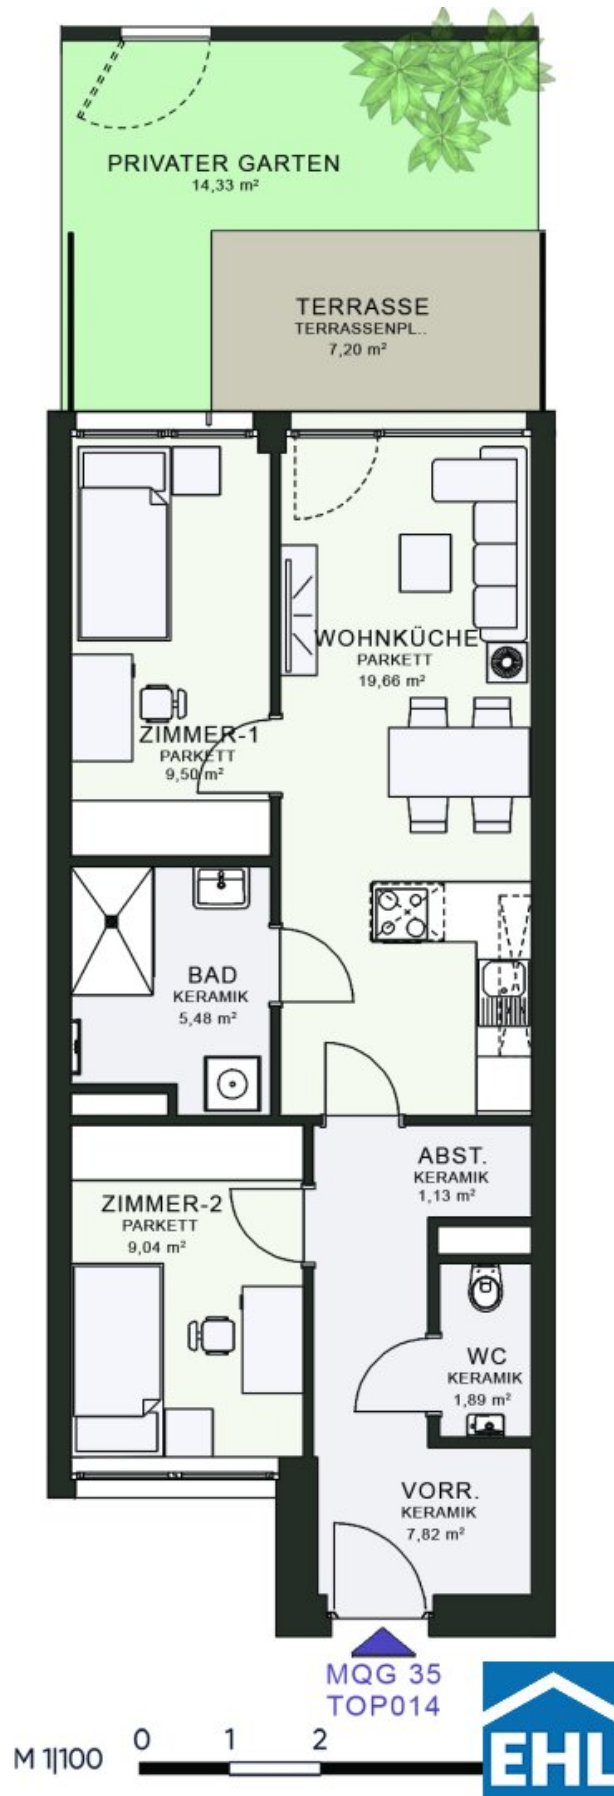 PRIVATER GARTEN
14,33 m²
TERRASSE
TERRASSENPL..
7,20 m²
WOHNKÜCHE
PARKETT
19,66 m²
ZIMMER-1
PARKETT
9,50 m²
BAD
KERAMIK
5,48 m²
ABST.
KERAMIK
1,13 m²
ZIMMER-2
PARKETT
9,04 m²
WC
KERAMIK
1,89 m²
VORR.
KERAMIK
7,82 m²
MQG 35
TOP014
M 1|100 0 1 2
EHL